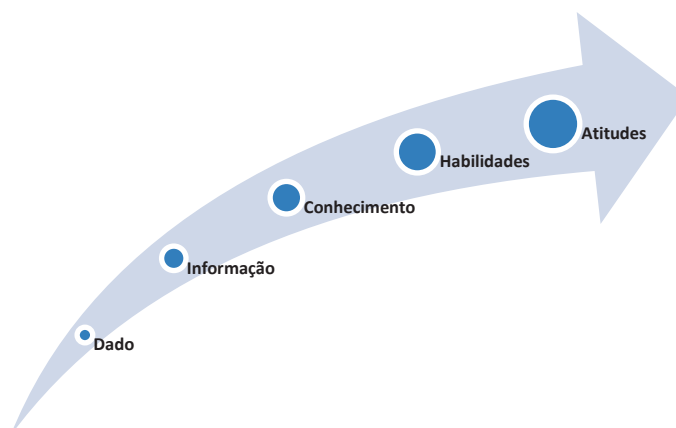 Atitudes
Habilidades
Conhecimento
Informação
Dado